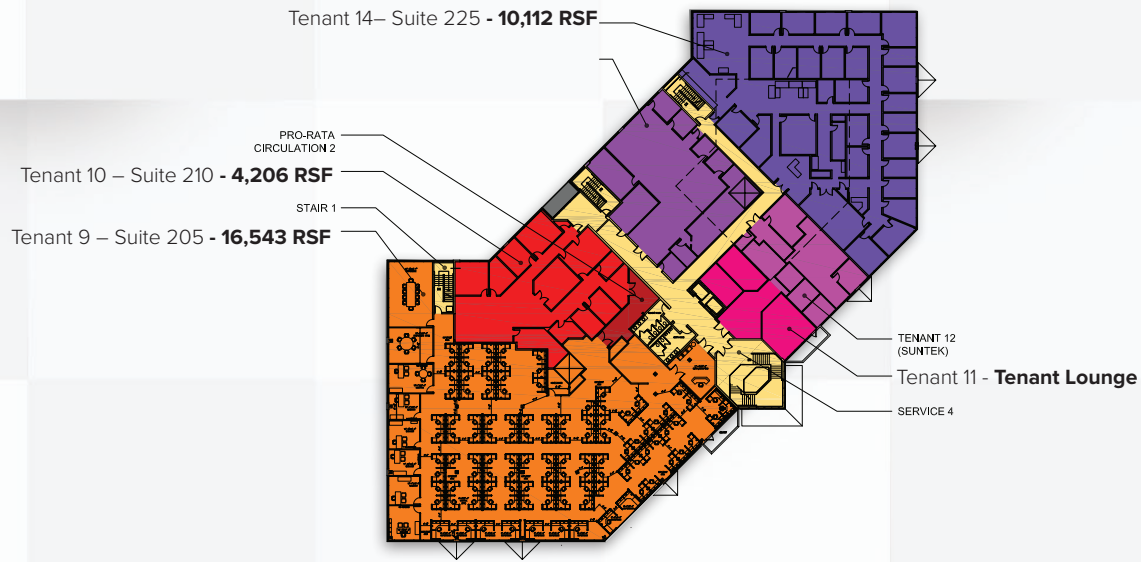 Tenant 14– Suite 225 - 10,112 RSF
PRO-RATA
CIRCULATION 2
Tenant 10 – Suite 210 - 4,206 RSF
STAIR 1
Tenant 9 – Suite 205 - 16,543 RSF
TENANT 12
(SUNTEK)
Tenant 11 - Tenant Lounge
SERVICE 4